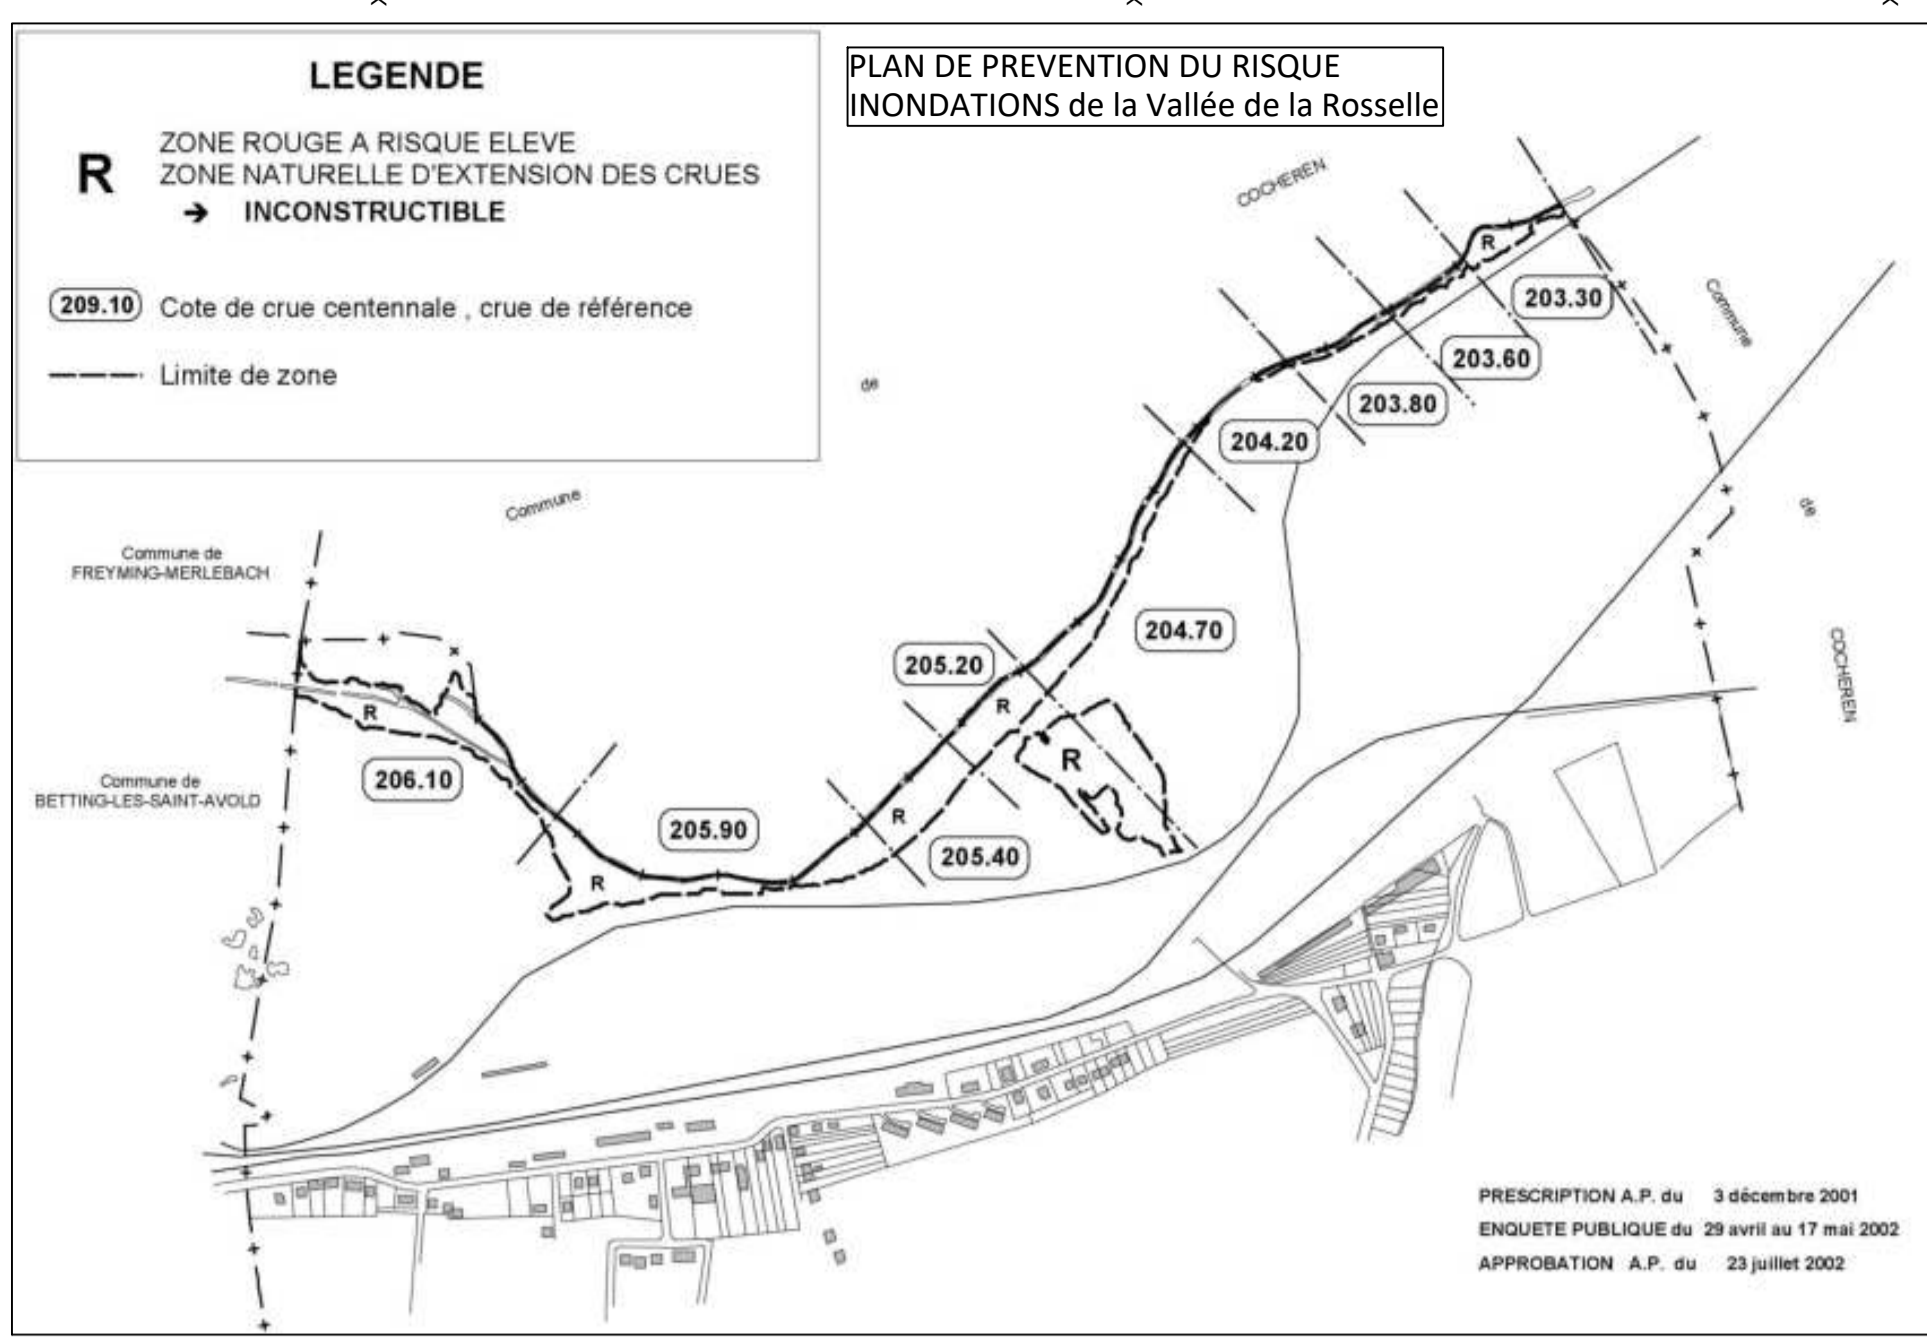 LEGENDE
R
ZONE ROUGE A RISQUE ELEVE
ZONE NATURELLE D'EXTENSION DES CRUES
➔ INCONSTRUCTIBLE
209.10 Cote de crue centennale , crue de référence
Limite de zone
PLAN DE PREVENTION DU RISQUE
INONDATIONS de la Vallée de la Rosselle
COCHEREN
de
Commune
R
203.30
203.60
203.80
204.20
Commune
de
COCHEREN
Commune de
FREYMING-MERLEBACH
204.70
205.20
R
R
R
206.10
Commune de
BETTING-LES-SAINT-AVOLD
205.90
R
205.40
R
PRESCRIPTION A.P. du 3 décembre 2001
ENQUETE PUBLIQUE du 29 avril au 17 mai 2002
APPROBATION A.P. du 23 juillet 2002